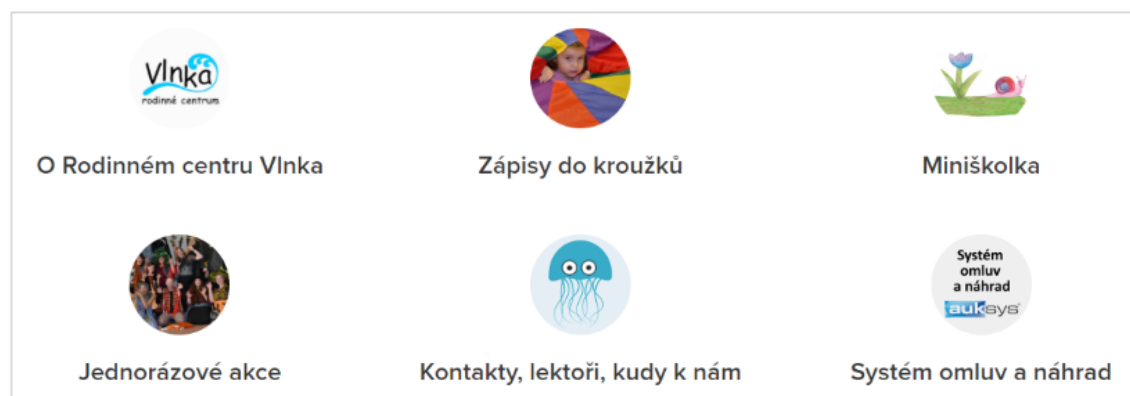 Vlnka
rodinné centrum
O Rodinném centru Vlnka
Zápisy do kroužků
Miniškolka
Systém
omluv
a náhrad
auksys
Jednorázové akce
Kontakty, lektoři, kudy k nám
Systém omluv a náhrad